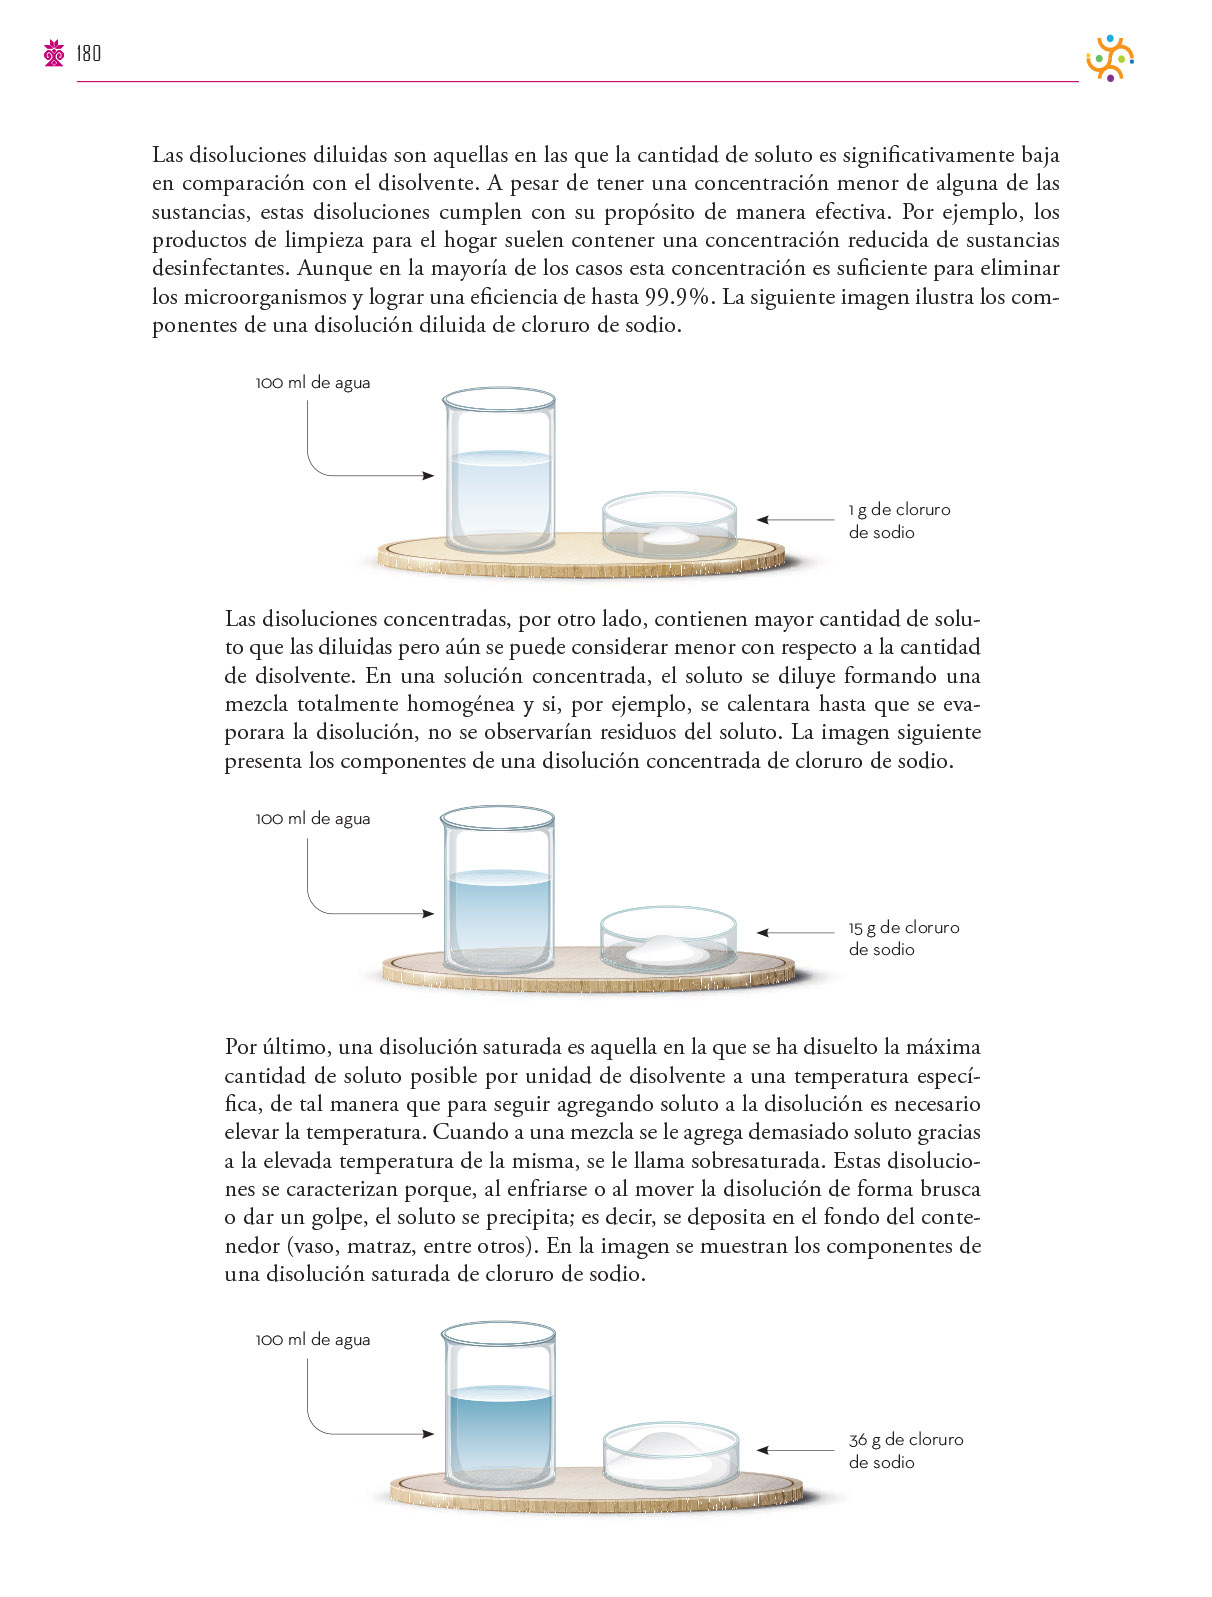 180
Las disoluciones diluidas son aquellas en las que la cantidad de soluto es significativamente baja
en comparación con el disolvente. A pesar de tener una concentración menor de alguna de las
sustancias, estas disoluciones cumplen con su propósito de manera efectiva. Por ejemplo, los
productos de limpieza para el hogar suelen contener una concentración reducida de sustancias
desinfectantes. Aunque en la mayoría de los casos esta concentración es suficiente para eliminar
los microorganismos y lograr una eficiencia de hasta 99.9%. La siguiente imagen ilustra los com-
ponentes de una disolución diluida de cloruro de sodio.
100 ml de agua
1 g de cloruro
de sodio
Las disoluciones concentradas, por otro lado, contienen mayor cantidad de solu-
to que las diluidas pero aún se puede considerar menor con respecto a la cantidad
de disolvente. En una solución concentrada, el soluto se diluye formando una
mezcla totalmente homogénea y si, por ejemplo, se calentara hasta que se eva-
porara la disolución, no se observarían residuos del soluto. La imagen siguiente
presenta los componentes de una disolución concentrada de cloruro de sodio.
100 ml de agua
15 g de cloruro
de sodio
Por último, una disolución saturada es aquella en la que se ha disuelto la máxima
cantidad de soluto posible por unidad de disolvente a una temperatura especí-
fica, de tal manera que para seguir agregando soluto a la disolución es necesario
elevar la temperatura. Cuando a una mezcla se le agrega demasiado soluto gracias
a la elevada temperatura de la misma, se le llama sobresaturada. Estas disolucio-
nes se caracterizan porque, al enfriarse o al mover la disolución de forma brusca
o dar un golpe, el soluto se precipita; es decir, se deposita en el fondo del conte-
nedor (vaso, matraz, entre otros). En la imagen se muestran los componentes de
una disolución saturada de cloruro de sodio.
100 ml de agua
36 g de cloruro
de sodio